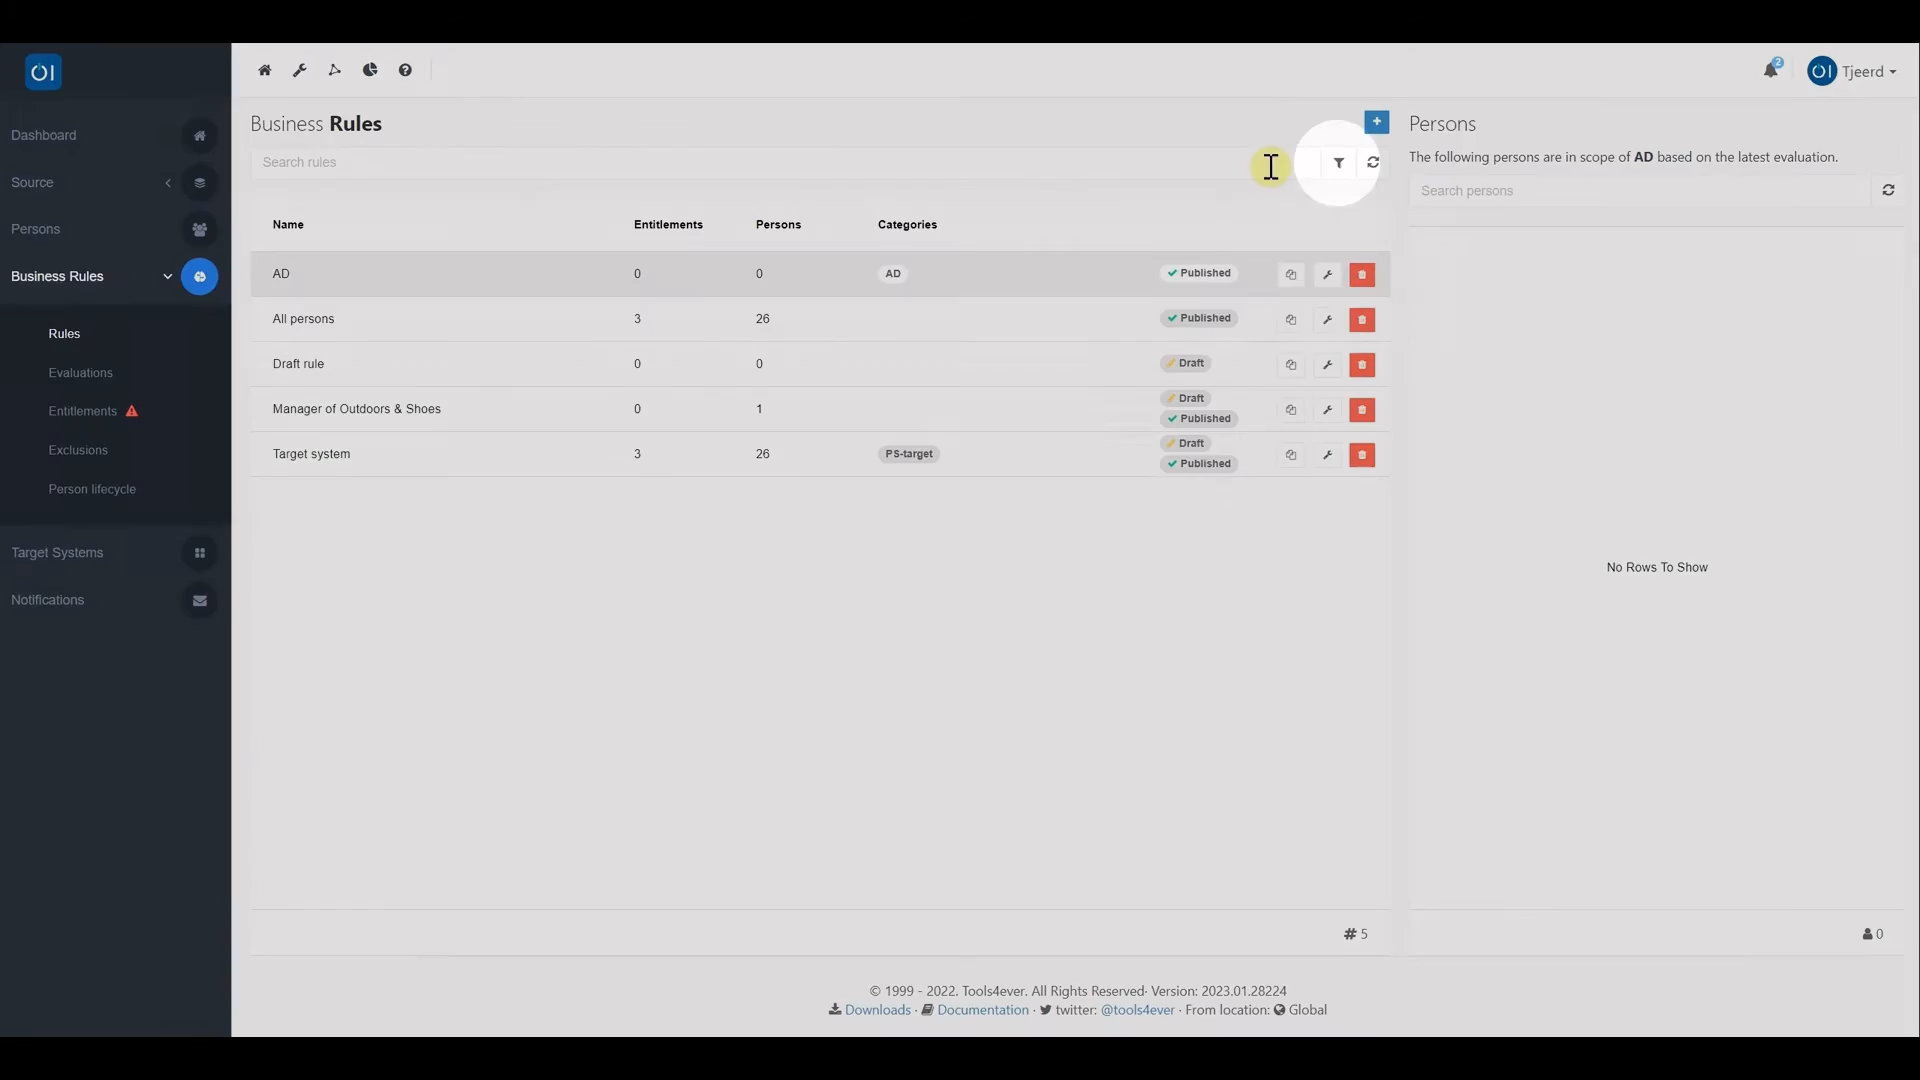 Tjeerd
2
Dashboard
Source
Persons
Business Rules
Rules
Evaluations
Entitlements
Exclusions
Person lifecycle
Target Systems
Notifications
Business Rules
Search rules
Name Entitlements Persons Categories
AD 0 0 AD Published
All persons 3 26 Published
Draft rule 0 0 Draft
Manager of Outdoors & Shoes 0 1 Draft
Published
Target system 3 26 PS-target Draft
Published
# 5
Persons
The following persons are in scope of AD based on the latest evaluation.
Search persons
No Rows To Show
0
© 1999 - 2022. Tools4ever. All Rights Reserved· Version: 2023.01.28224
Downloads · Documentation · twitter: @tools4ever · From location: Global